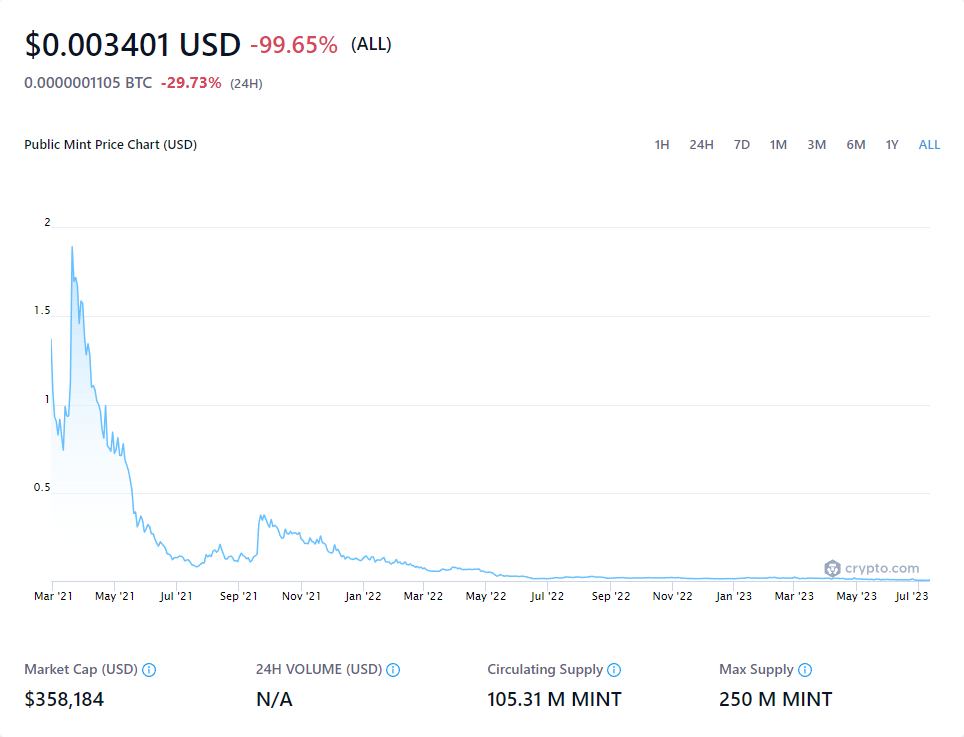 $0.003401 USD -99.65% (ALL)
0.0000001105 BTC -29.73% (24H)
Public Mint Price Chart (USD) 1H 24H 7D 1M 3M 6M 1Y ALL
2
1.5
1
0.5
crypto.com
Mar '21 May '21 Jul '21 Sep '21 Nov '21 Jan '22 Mar '22 May '22 Jul '22 Sep '22 Nov '22 Jan '23 Mar '23 May '23 Jul '23
Market Cap (USD) 24H VOLUME (USD) Circulating Supply Max Supply
$358,184 N/A 105.31 M MINT 250 M MINT